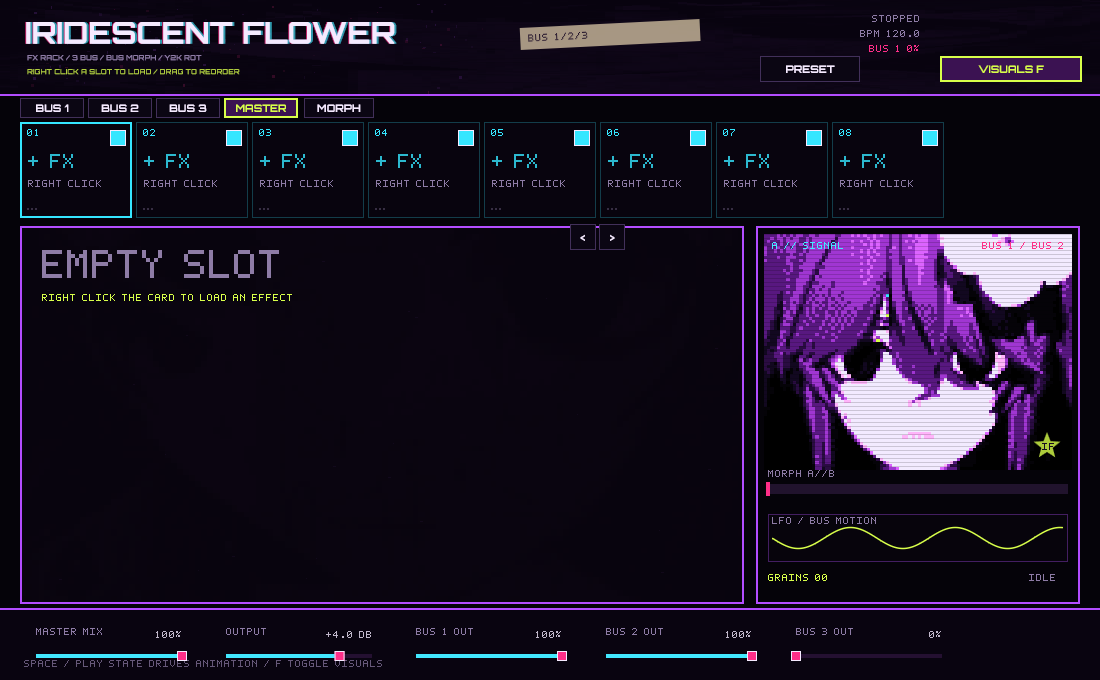 IRIDESCENT FLOWER
FX RACK / 3 BUS / BUS MORPH / Y2K ROT
RIGHT CLICK A SLOT TO LOAD / DRAG TO REORDER
BUS 1/2/3
STOPPED
BPM 120.0
BUS 1 0%
PRESET
VISUALS F
BUS 1 BUS 2 BUS 3 MASTER MORPH
01 02 03 04 05 06 07 08
+ FX + FX + FX + FX + FX + FX + FX + FX
RIGHT CLICK RIGHT CLICK RIGHT CLICK RIGHT CLICK RIGHT CLICK RIGHT CLICK RIGHT CLICK RIGHT CLICK
... ... ... ... ... ... ... ...
< >
EMPTY SLOT
RIGHT CLICK THE CARD TO LOAD AN EFFECT
A // SIGNAL BUS 1 / BUS 2
IF
MORPH A//B
LFO / BUS MOTION
GRAINS 00 IDLE
MASTER MIX 100% OUTPUT +4.0 DB BUS 1 OUT 100% BUS 2 OUT 100% BUS 3 OUT 0%
SPACE / PLAY STATE DRIVES ANIMATION / F TOGGLE VISUALS